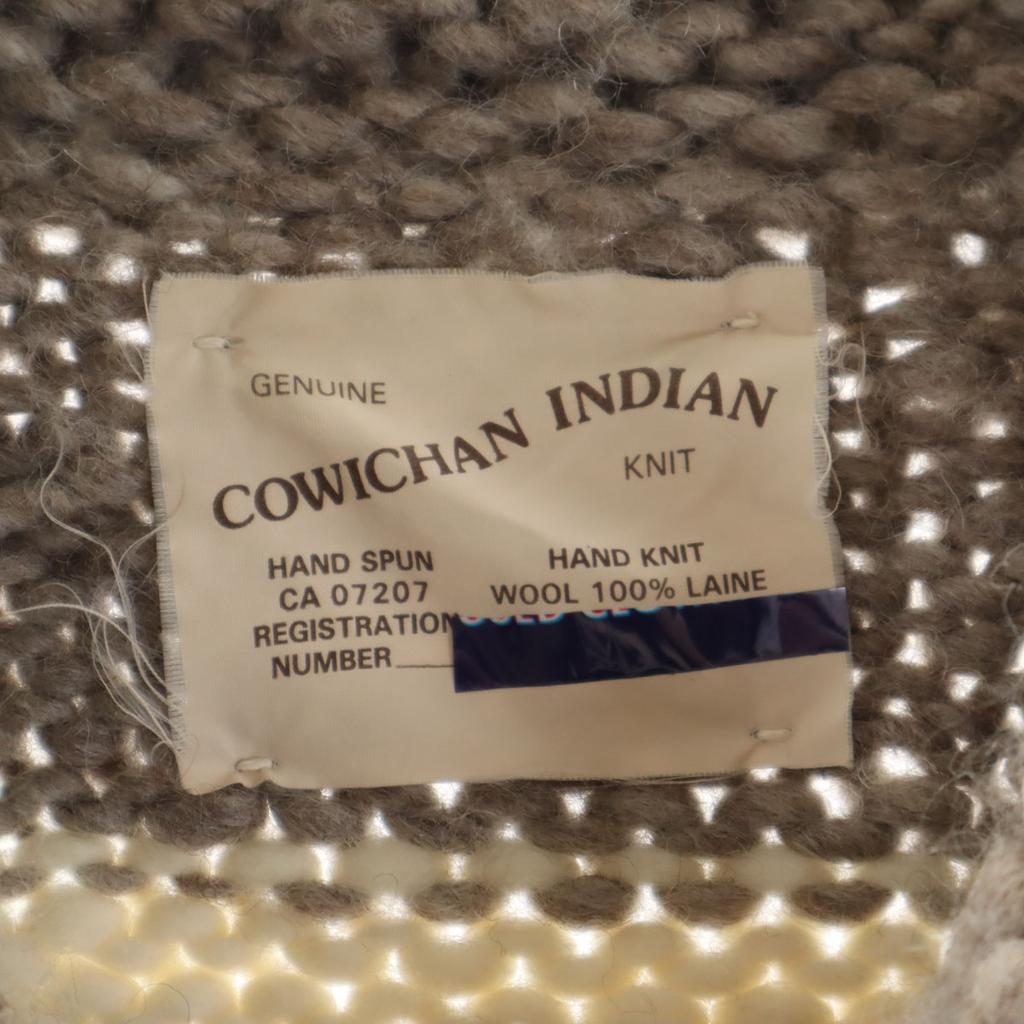 GENUINE
COWICHAN INDIAN
KNIT
HAND SPUN
CA 07207
REGISTRATION
NUMBER
HAND KNIT
WOOL 100% LAINE